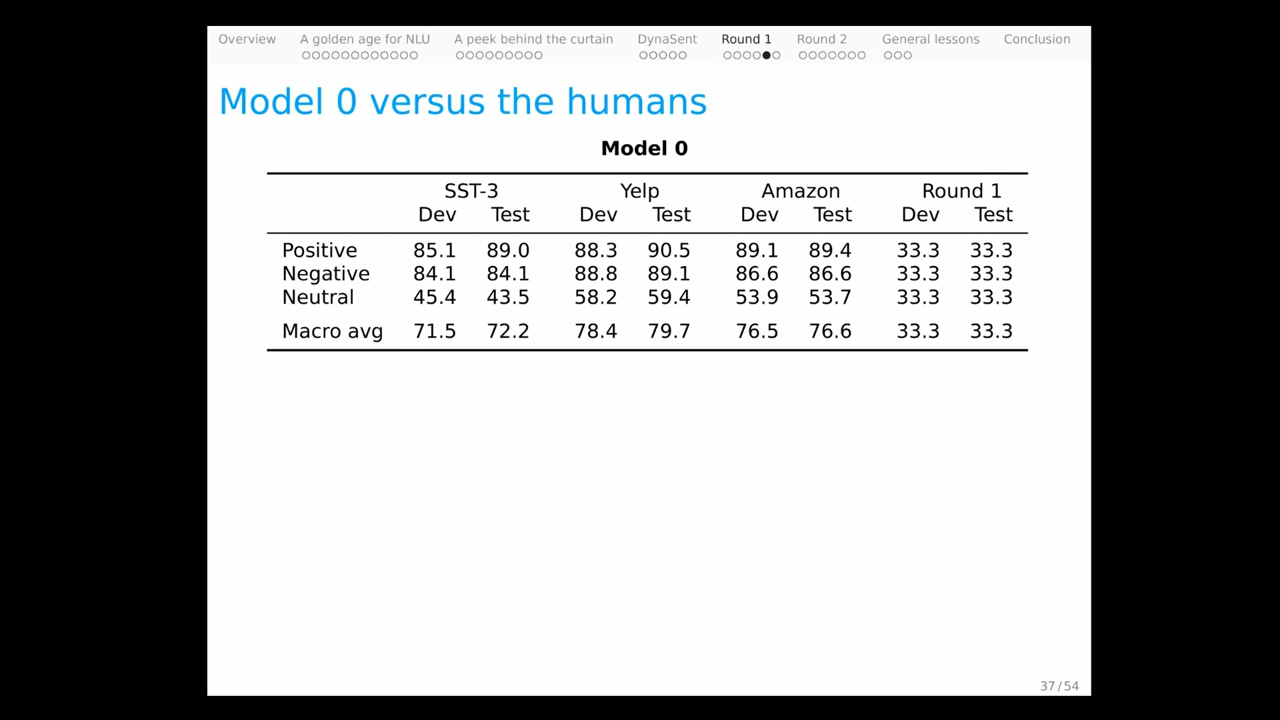 Overview A golden age for NLU A peek behind the curtain DynaSent Round 1 Round 2 General lessons Conclusion
Model 0 versus the humans
Model 0
SST-3 Yelp Amazon Round 1
Dev Test Dev Test Dev Test Dev Test
Positive 85.1 89.0 88.3 90.5 89.1 89.4 33.3 33.3
Negative 84.1 84.1 88.8 89.1 86.6 86.6 33.3 33.3
Neutral 45.4 43.5 58.2 59.4 53.9 53.7 33.3 33.3
Macro avg 71.5 72.2 78.4 79.7 76.5 76.6 33.3 33.3
37 / 54